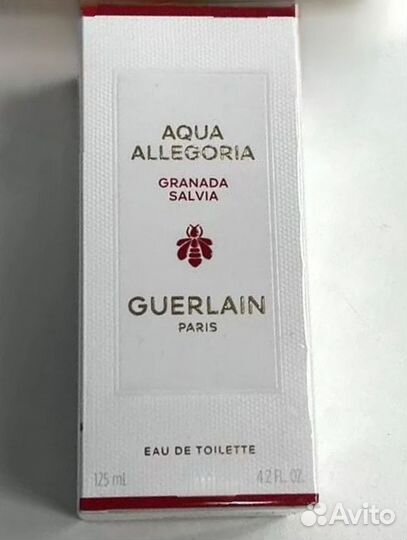 AQUA
ALLEGORIA
GRANADA
SALVIA
GUERLAIN
PARIS
EAU DE TOILETTE
125 mL 4.2 FL. OZ.
Avito